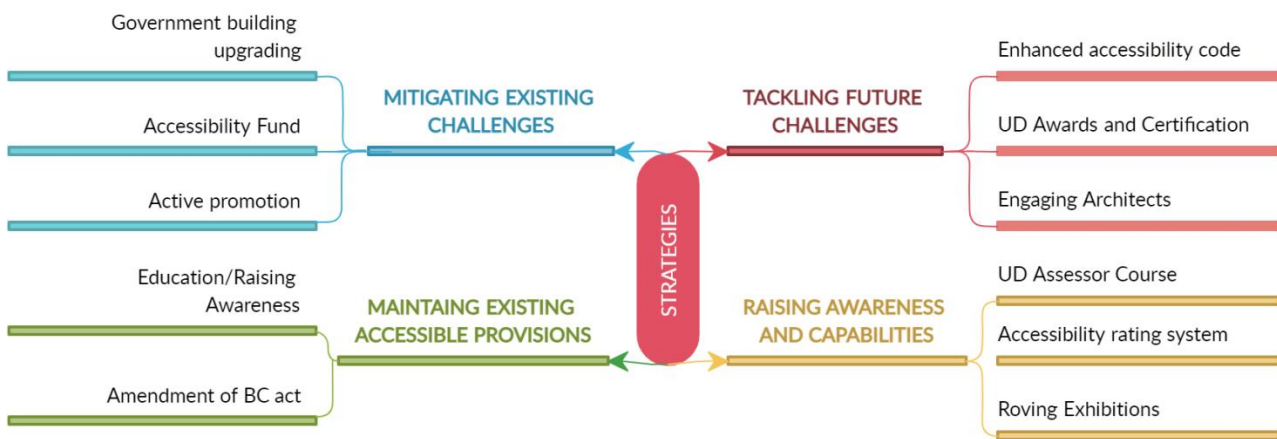 Government building
upgrading
Accessibility Fund
Active promotion
MITIGATING EXISTING
CHALLENGES
Education/Raising
Awareness
Amendment of BC act
MAINTAING EXISTING
ACCESSIBLE PROVISIONS
STRATEGIES
TACKLING FUTURE
CHALLENGES
Enhanced accessibility code
UD Awards and Certification
Engaging Architects
RAISING AWARENESS
AND CAPABILITIES
UD Assessor Course
Accessibility rating system
Roving Exhibitions